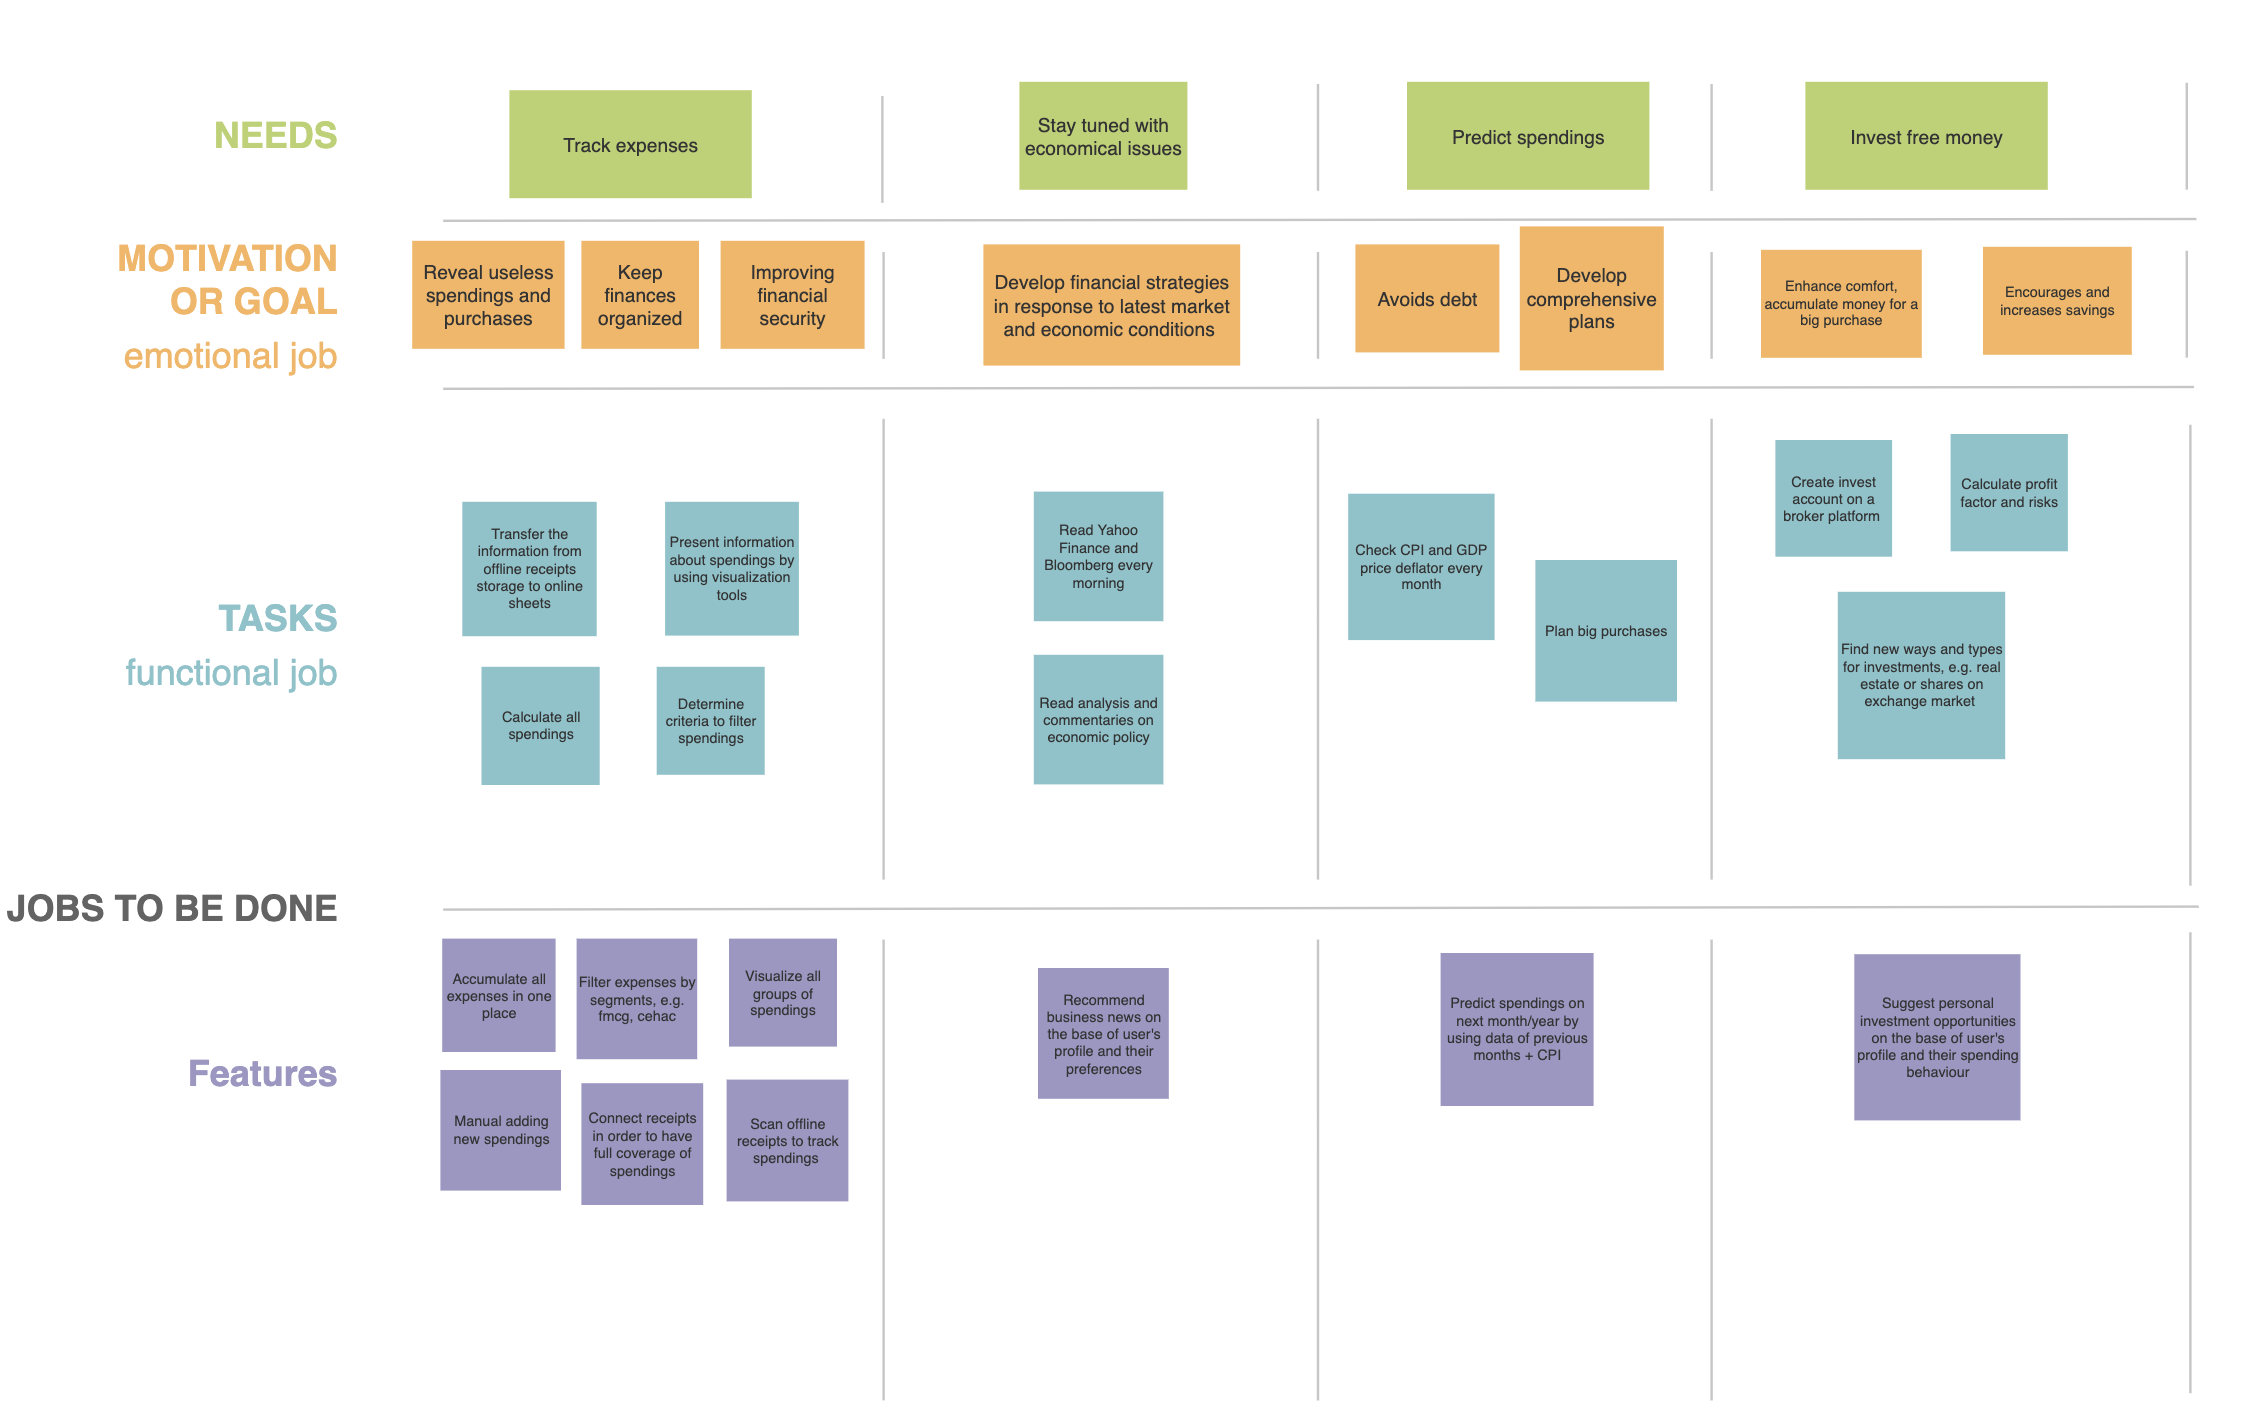 NEEDS
Track expenses
Stay tuned with
economical issues
Predict spendings
Invest free money
MOTIVATION
OR GOAL
emotional job
Reveal useless
spendings and
purchases
Keep
finances
organized
Improving
financial
security
Develop financial strategies
in response to latest market
and economic conditions
Avoids debt
Develop
comprehensive
plans
Enhance comfort,
accumulate money for a
big purchase
Encourages and
increases savings
TASKS
functional job
Transfer the
information from
offline receipts
storage to online
sheets
Present information
about spendings by
using visualization
tools
Calculate all
spendings
Determine
criteria to filter
spendings
Read Yahoo
Finance and
Bloomberg every
morning
Read analysis and
commentaries on
economic policy
Check CPI and GDP
price deflator every
month
Plan big purchases
Create invest
account on a
broker platform
Calculate profit
factor and risks
Find new ways and types
for investments, e.g. real
estate or shares on
exchange market
JOBS TO BE DONE
Features
Accumulate all
expenses in one
place
Filter expenses by
segments, e.g.
fmcg, cehac
Visualize all
groups of
spendings
Manual adding
new spendings
Connect receipts
in order to have
full coverage of
spendings
Scan offline
receipts to track
spendings
Recommend
business news on
the base of user's
profile and their
preferences
Predict spendings on
next month/year by
using data of previous
months + CPI
Suggest personal
investment opportunities
on the base of user's
profile and their spending
behaviour